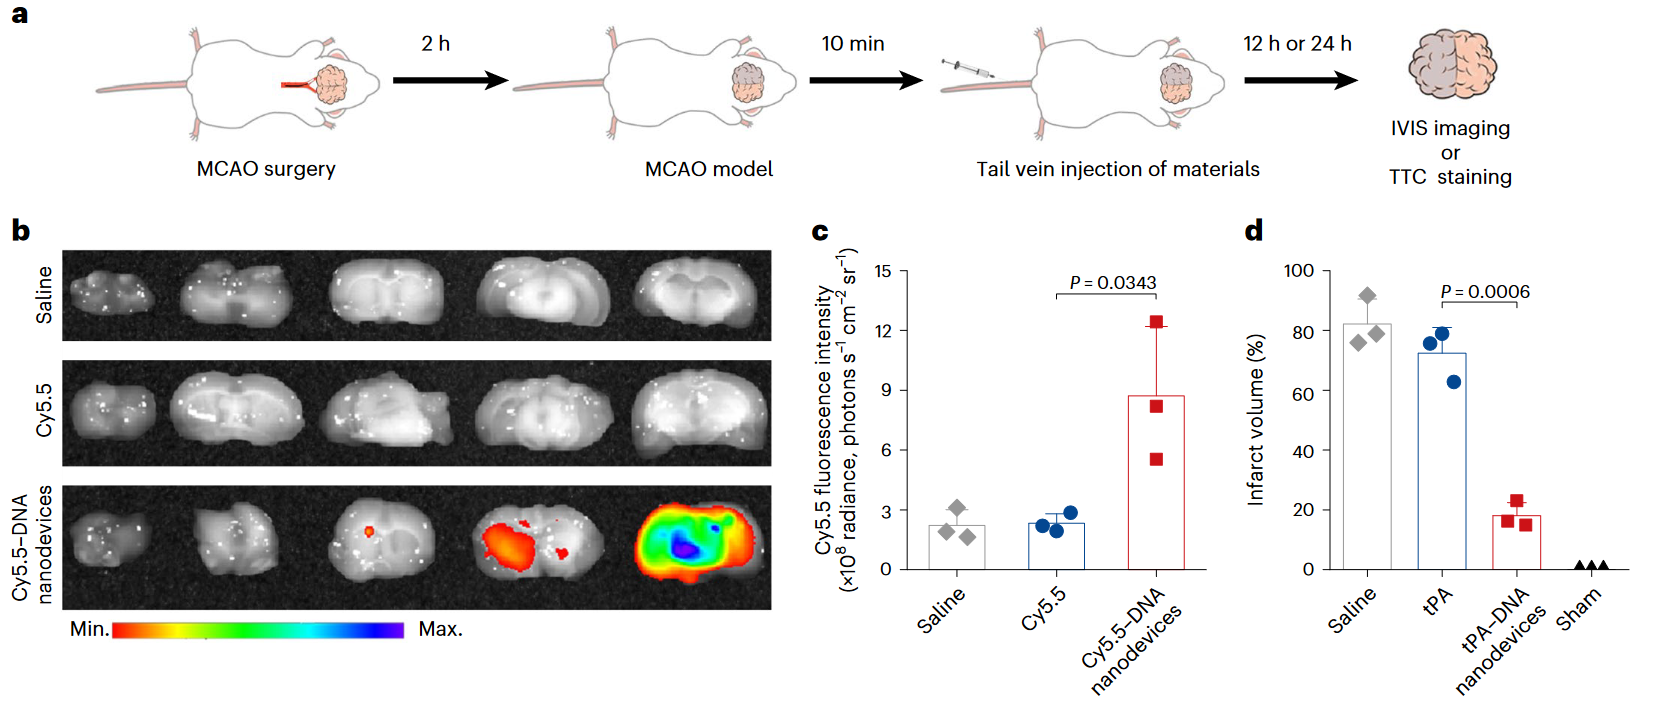 a
2 h
10 min
12 h or 24 h
MCAO surgery
MCAO model
Tail vein injection of materials
IVIS imaging
or
TTC staining
b
Saline
Cy5.5
Cy5.5–DNA
nanodevices
Min.
Max.
c
Cy5.5 fluorescence intensity
(×10⁸ radiance, photons s⁻¹ cm⁻² sr⁻¹)
15
12
9
6
3
0
P = 0.0343
Saline
Cy5.5
Cy5.5–DNA
nanodevices
d
Infarct volume (%)
100
80
60
40
20
0
P = 0.0006
Saline
tPA
tPA–DNA
nanodevices
Sham